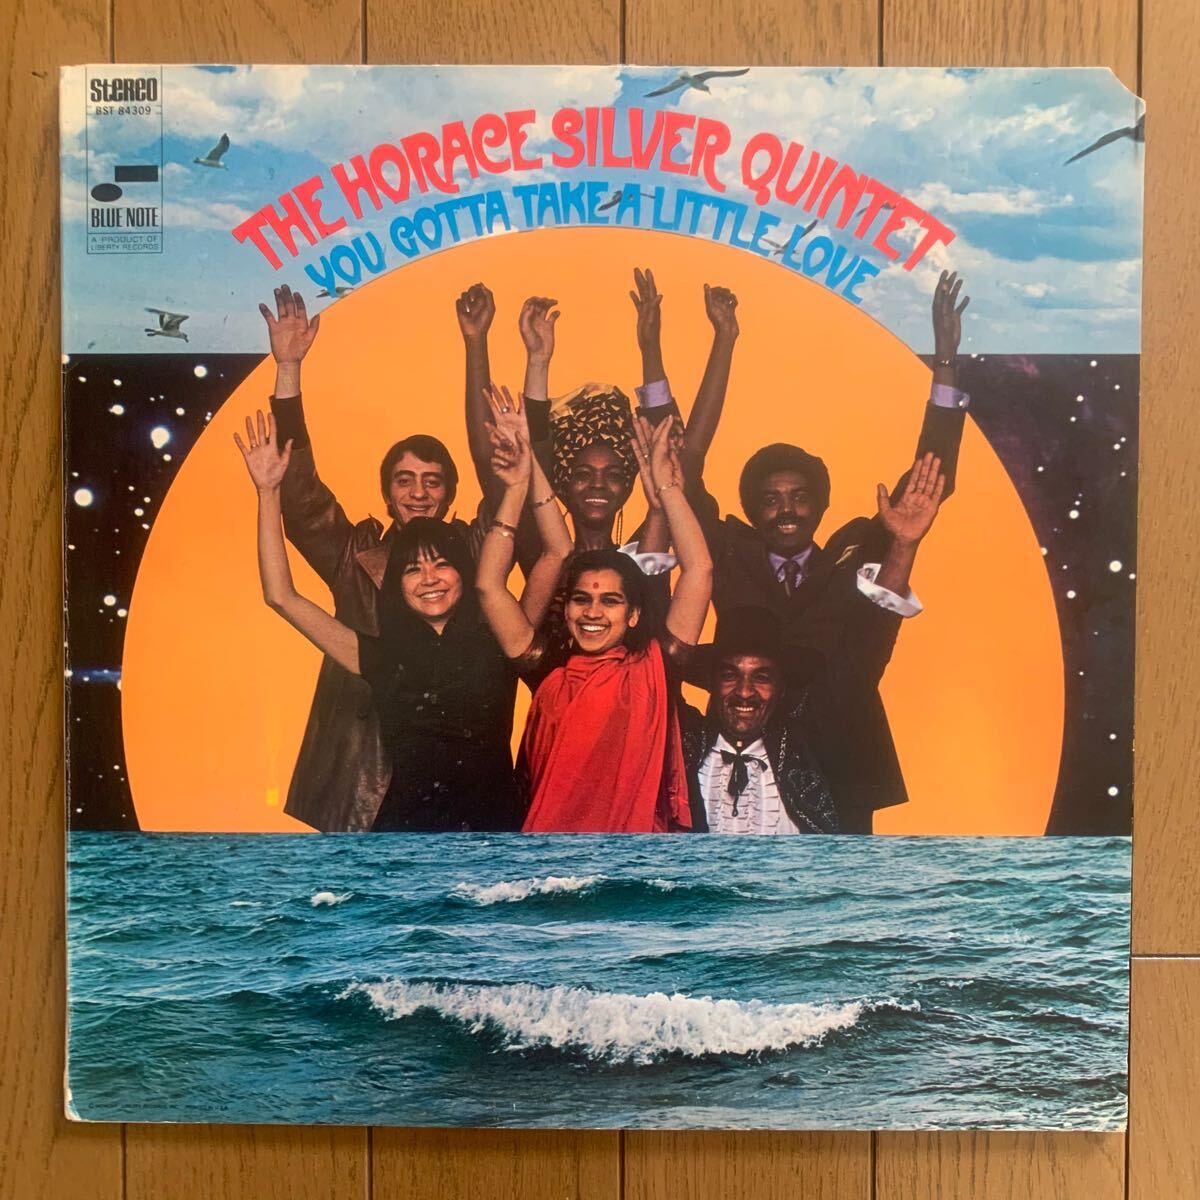 STEREO
BST 84309
BLUE NOTE
A PRODUCT OF
LIBERTY RECORDS
THE HORACE SILVER QUINTET
YOU GOTTA TAKE A LITTLE LOVE